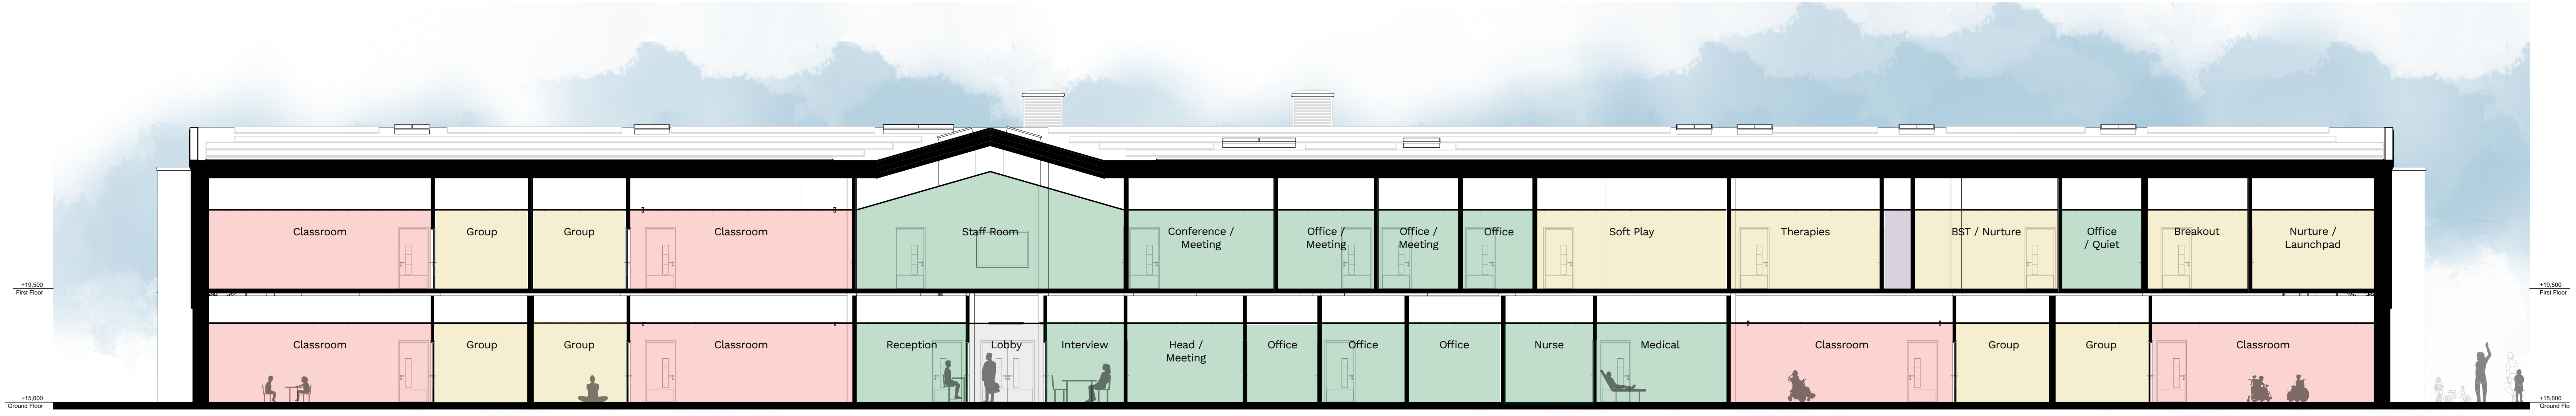 Classroom
Group
Group
Classroom
Staff Room
Conference /
Meeting
Office /
Meeting
Office /
Meeting
Office
Soft Play
Therapies
BST / Nurture
Office
/ Quiet
Breakout
Nurture /
Launchpad
+19,500
First Floor
+19,500
First Floor
Classroom
Group
Group
Classroom
Reception
Lobby
Interview
Head /
Meeting
Office
Office
Office
Nurse
Medical
Classroom
Group
Group
Classroom
+15,600
Ground Floor
+15,600
Ground Flo